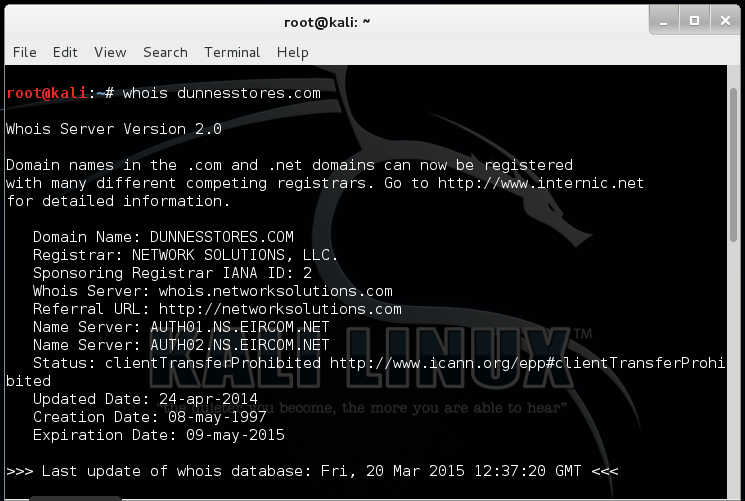 root@kali: ~
File Edit View Search Terminal Help
root@kali:~# whois dunnesstores.com
Whois Server Version 2.0
Domain names in the .com and .net domains can now be registered
with many different competing registrars. Go to http://www.internic.net
for detailed information.
Domain Name: DUNNESSTORES.COM
Registrar: NETWORK SOLUTIONS, LLC.
Sponsoring Registrar IANA ID: 2
Whois Server: whois.networksolutions.com
Referral URL: http://networksolutions.com
Name Server: AUTH01.NS.EIRCOM.NET
Name Server: AUTH02.NS.EIRCOM.NET
Status: clientTransferProhibited http://www.icann.org/epp#clientTransferProhi
bited
Updated Date: 24-apr-2014
Creation Date: 08-may-1997
Expiration Date: 09-may-2015
>>> Last update of whois database: Fri, 20 Mar 2015 12:37:20 GMT <<<
KALI LINUX™
"the quieter you become, the more you are able to hear"